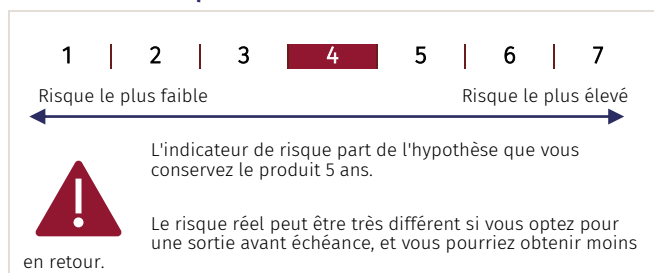 1 | 2 | 3 | 4 | 5 | 6 | 7
Risque le plus faible Risque le plus élevé
L'indicateur de risque part de l'hypothèse que vous
conservez le produit 5 ans.
Le risque réel peut être très différent si vous optez pour
une sortie avant échéance, et vous pourriez obtenir moins
en retour.